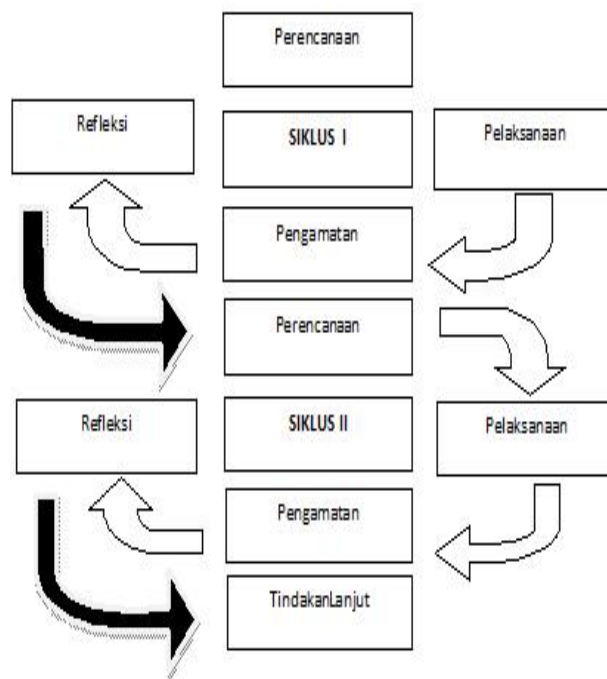 Perencanaan
Refleksi
SIKLUS I
Pelaksanaan
Pengamatan
Perencanaan
Refleksi
SIKLUS II
Pelaksanaan
Pengamatan
TindakanLanjut